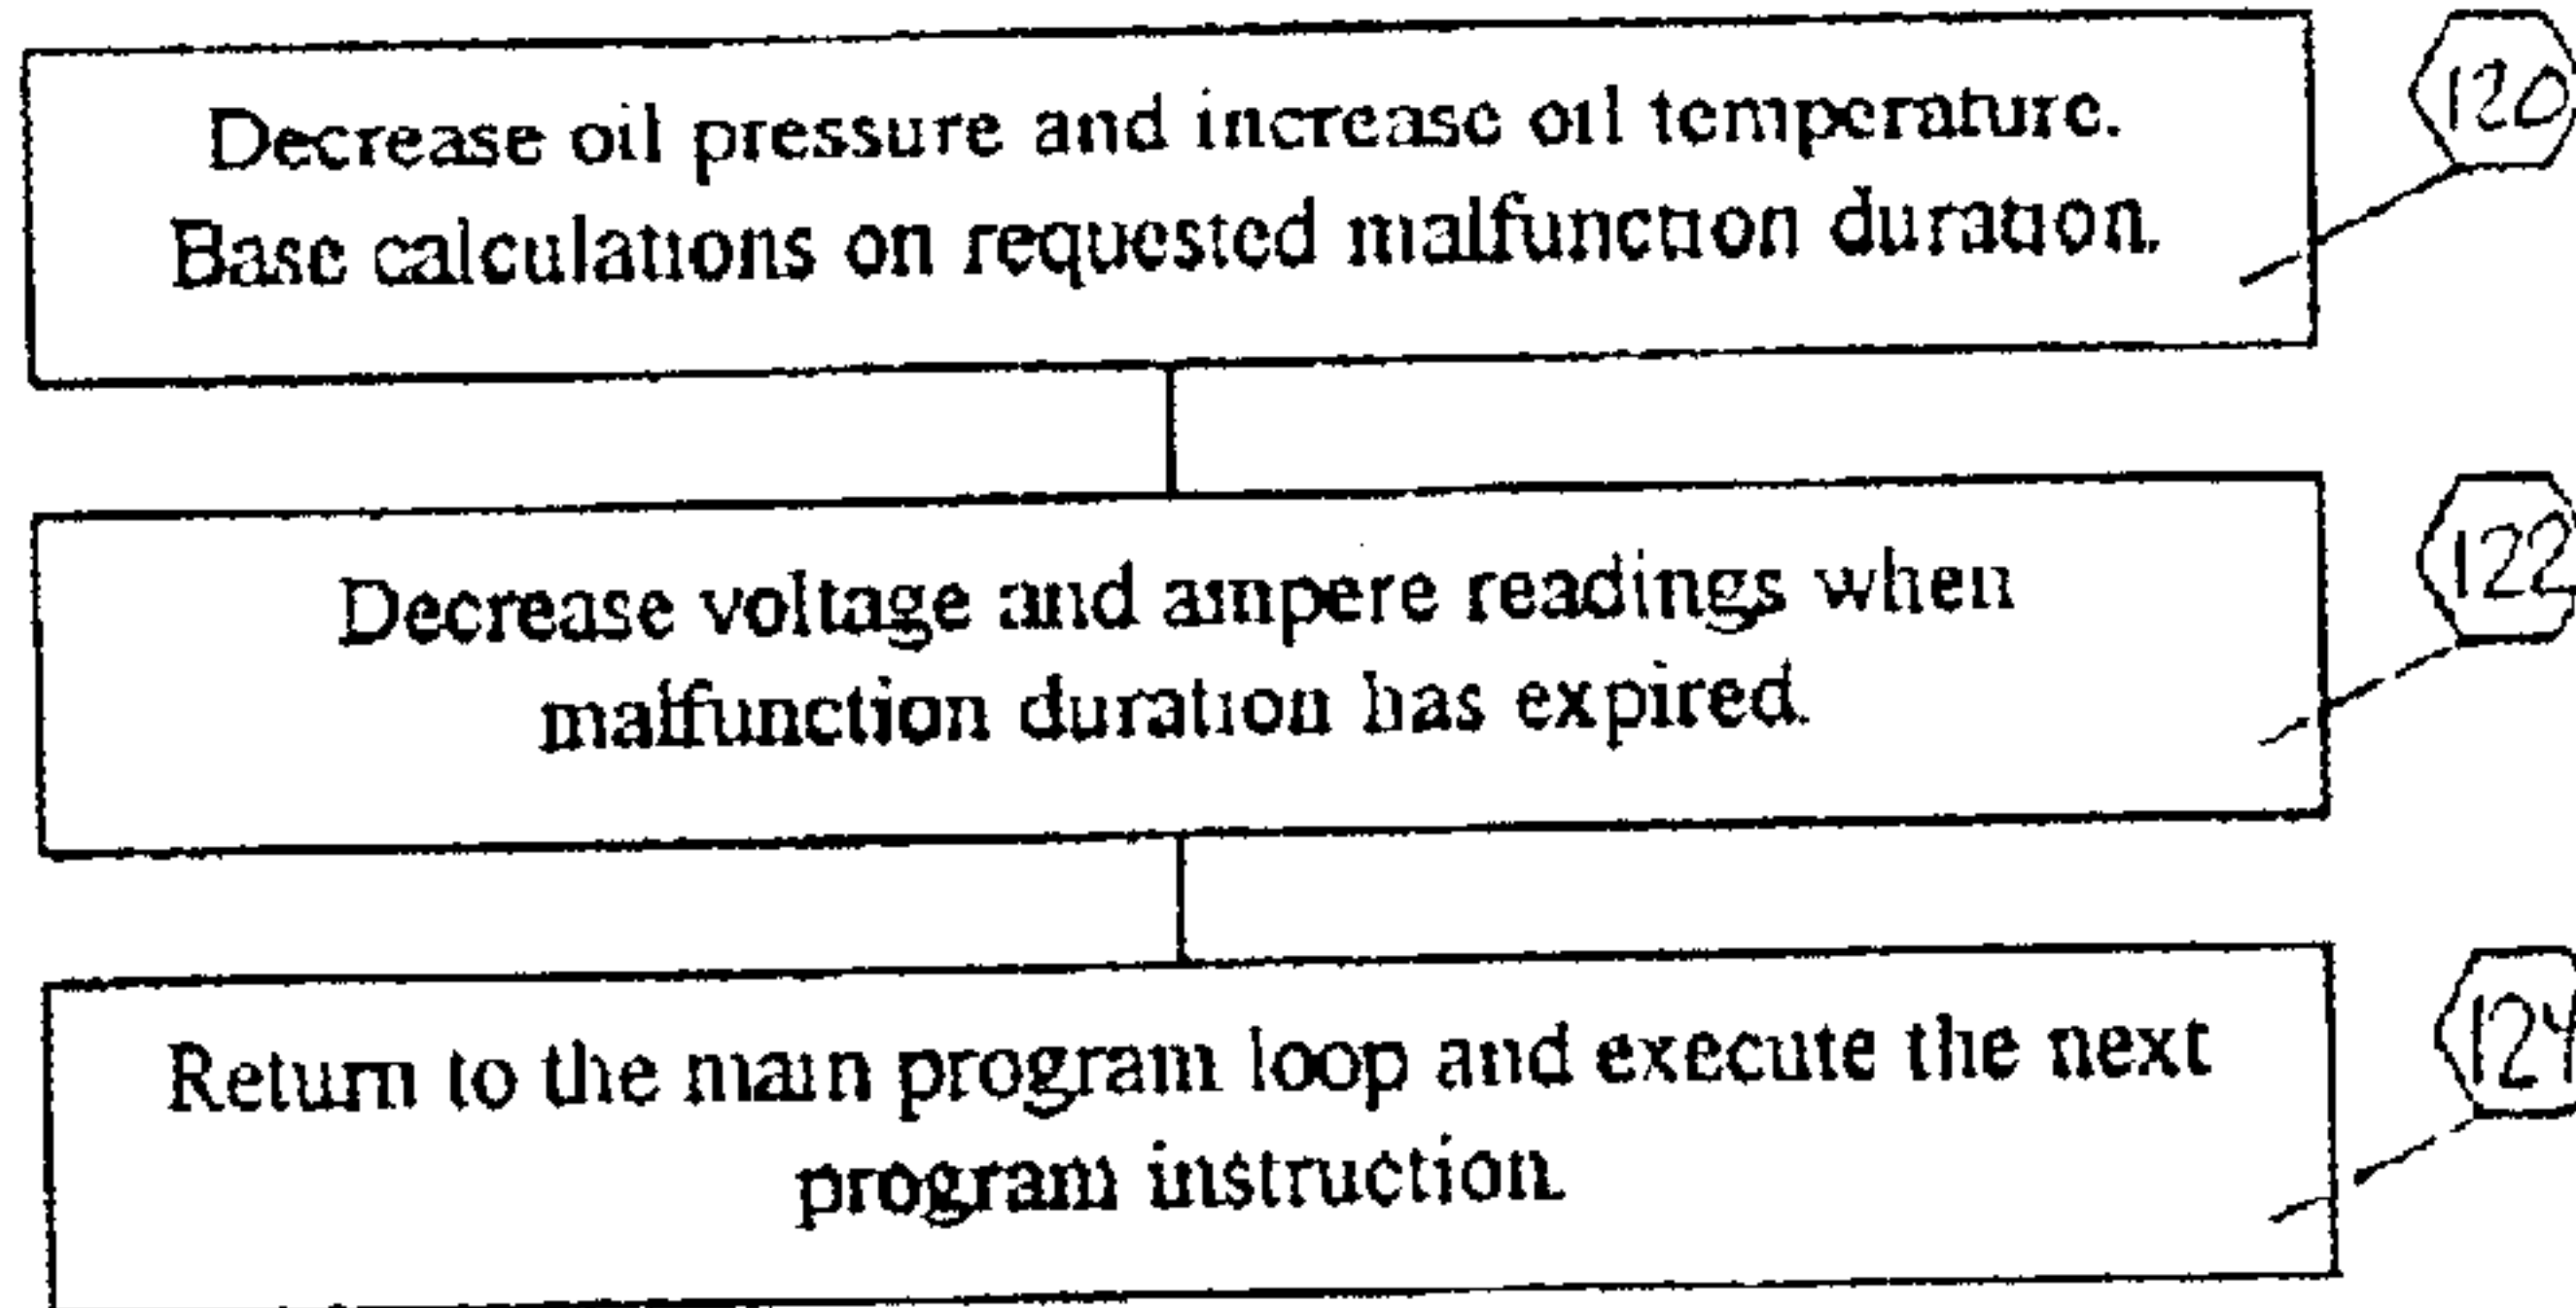 Decrease oil pressure and increase oil temperature.
Base calculations on requested malfunction duration.
120
Decrease voltage and ampere readings when
malfunction duration has expired.
122
Return to the main program loop and execute the next
program instruction.
124